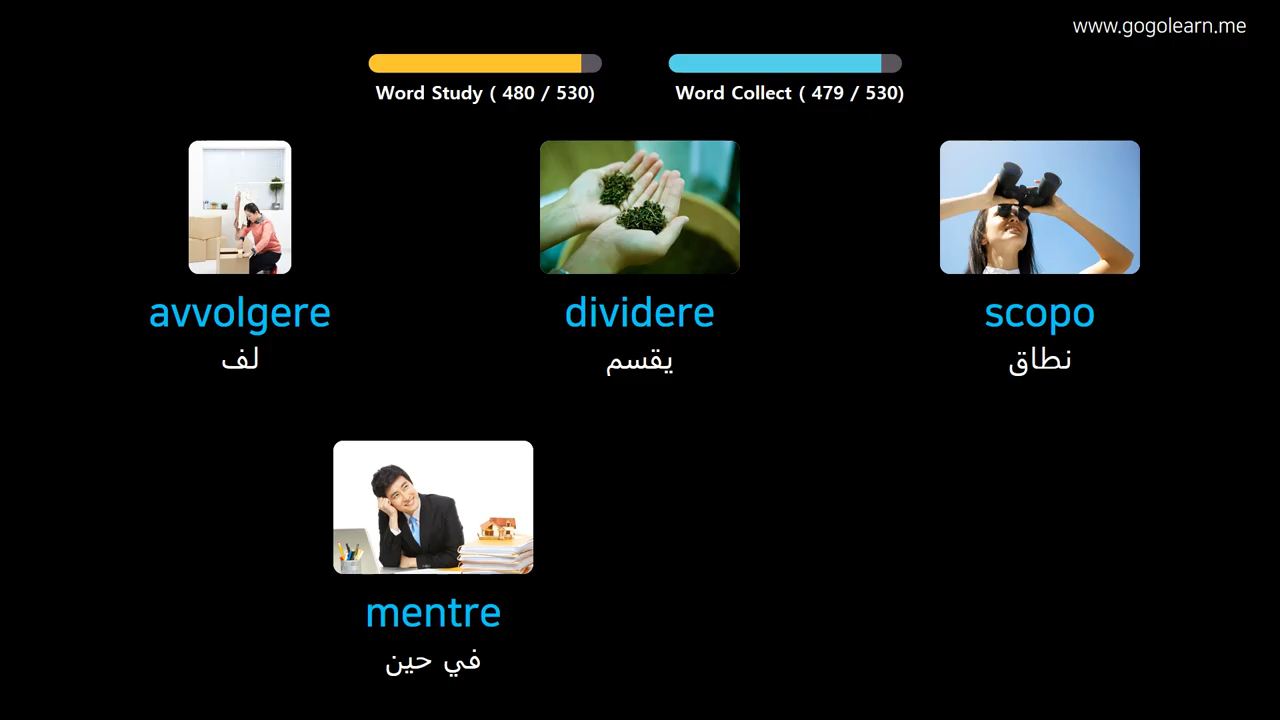 www.gogolearn.me
Word Study ( 480 / 530)
Word Collect ( 479 / 530)
avvolgere
لف
dividere
يقسم
scopo
نطاق
mentre
في حين